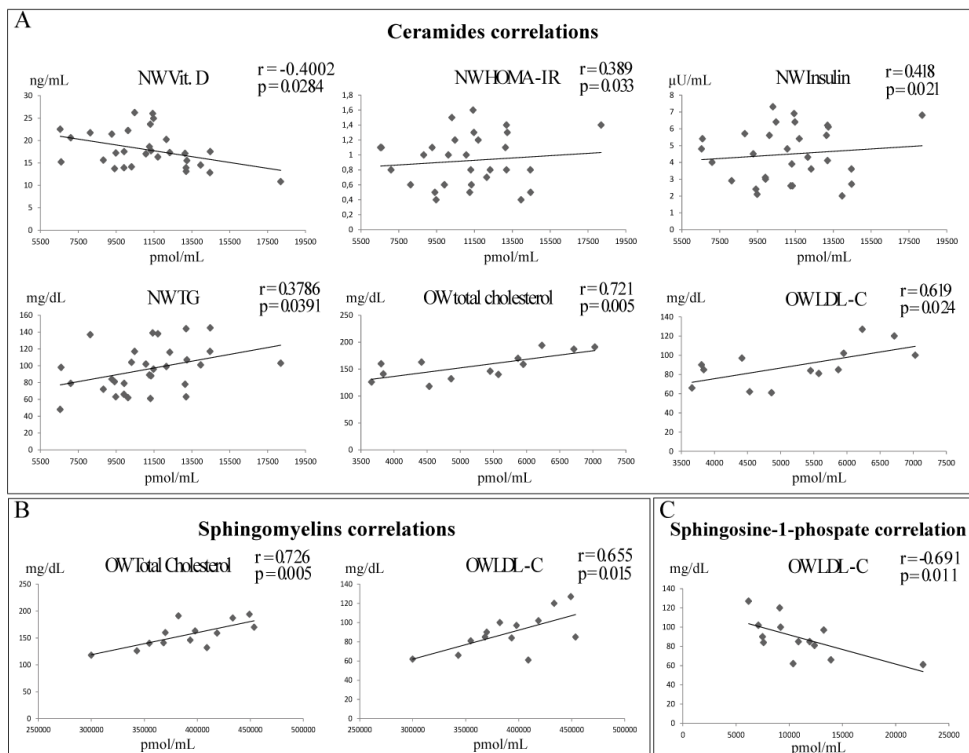 A
Ceramides correlations
ng/mL
NW Vit. D
r = -0.4002
p=0.0284
30
25
20
15
10
5
0
5500 7500 9500 11500 13500 15500 17500 19500
pmol/mL
NW HOMA-IR
r=0.389
p=0.033
1,8
1,6
1,4
1,2
1,0
0,8
0,6
0,4
0,2
0,0
5500 7500 9500 11500 13500 15500 17500 19500
pmol/mL
µU/mL
NW Insulin
r=0.418
p=0.021
8
7
6
5
4
3
2
1
0
5500 7500 9500 11500 13500 15500 17500 19500
pmol/mL
mg/dL
NW TG
r=0.3786
p=0.0391
160
140
120
100
80
60
40
20
0
5500 7500 9500 11500 13500 15500 17500 19500
pmol/mL
mg/dL
OW total cholesterol
r=0.721
p=0.005
250
200
150
100
50
0
3500 4000 4500 5000 5500 6000 6500 7000 7500
pmol/mL
mg/dL
OW LDL-C
r=0.619
p=0.024
140
120
100
80
60
40
20
0
3500 4000 4500 5000 5500 6000 6500 7000 7500
pmol/mL
B
Sphingomyelins correlations
mg/dL
OW Total Cholesterol
r=0.726
p=0.005
250
200
150
100
50
0
250000 300000 350000 400000 450000 500000
pmol/mL
mg/dL
OW LDL-C
r=0.655
p=0.015
140
120
100
80
60
40
20
0
250000 300000 350000 400000 450000 500000
pmol/mL
C
Sphingosine-1-phospate correlation
mg/dL
OW LDL-C
r=-0.691
p=0.011
140
120
100
80
60
40
20
0
0 5000 10000 15000 20000 25000
pmol/mL